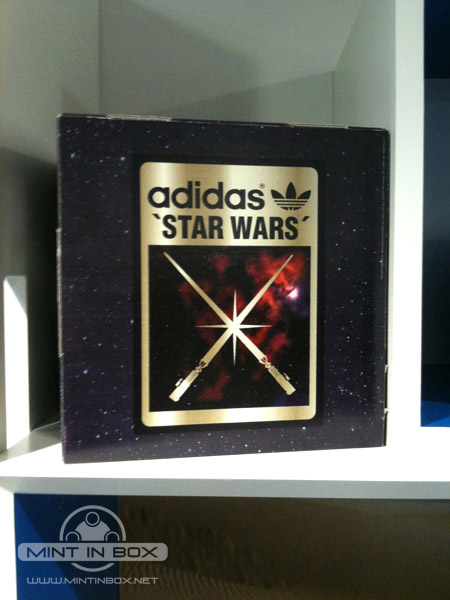 adidas®
`STAR WARS´
MINT IN BOX
WWW.MINTINBOX.NET